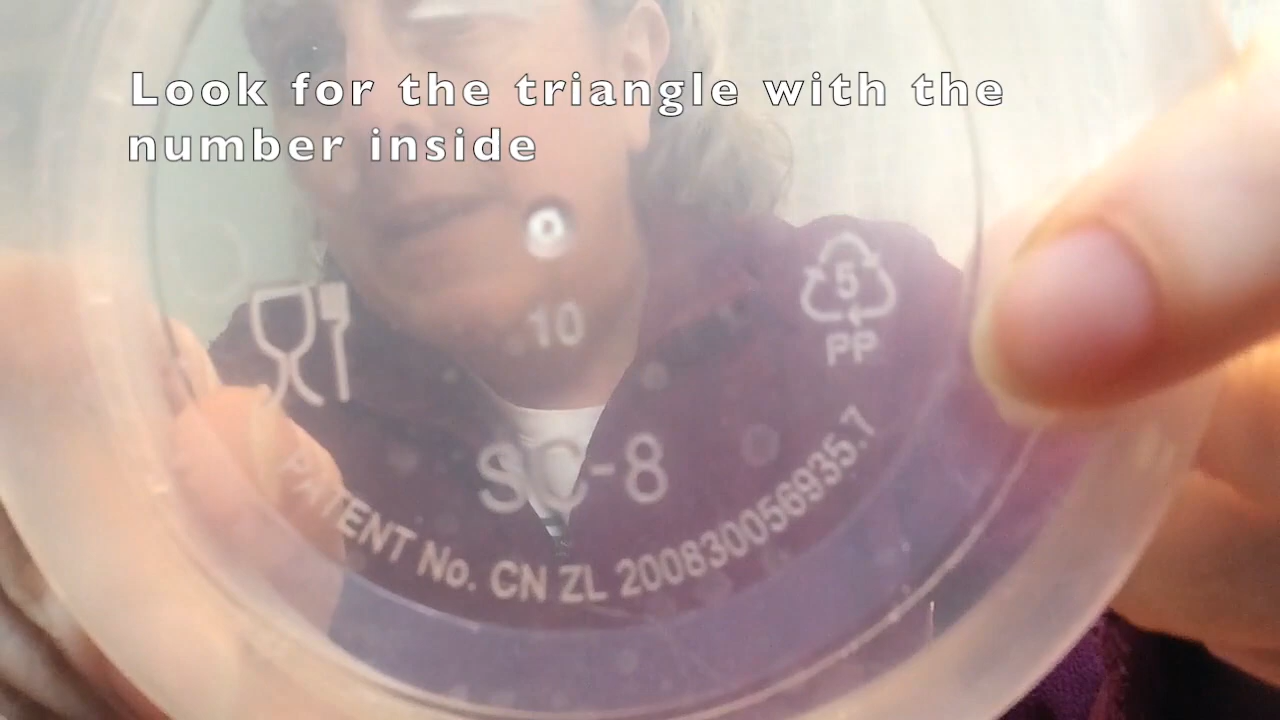 Look for the triangle with the
number inside
10
5
PP
SC-8
PATENT No. CN ZL 200830056935.7